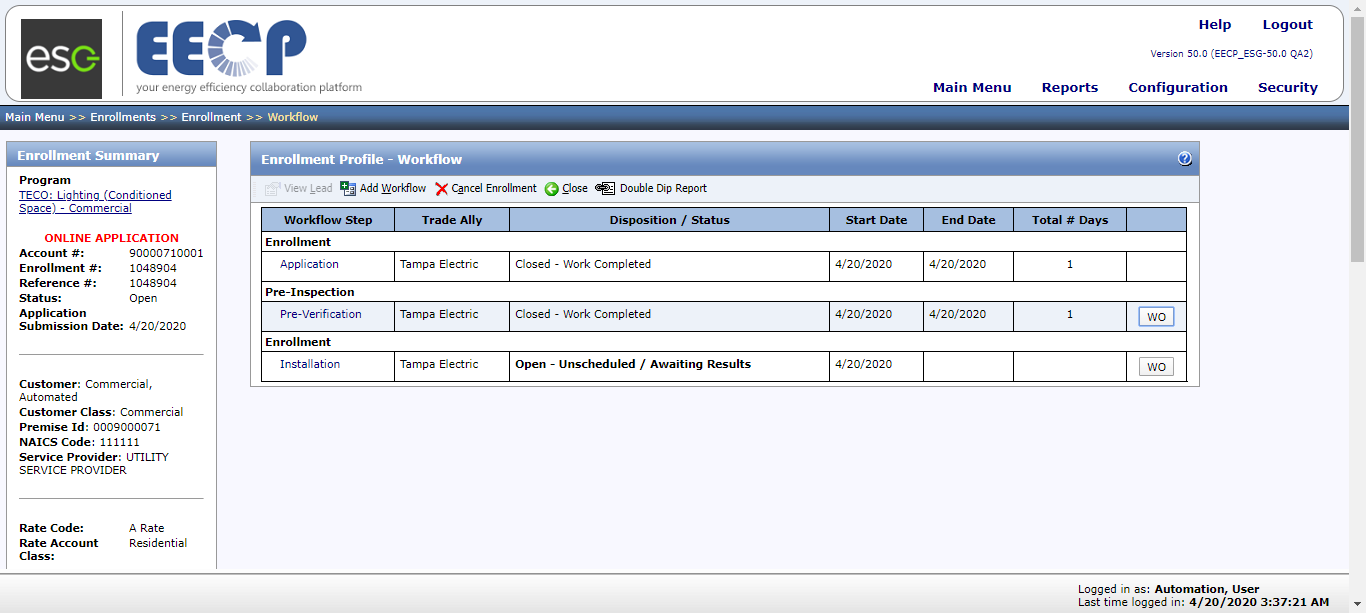 esc
EECP
your energy efficiency collaboration platform
Help Logout
Version 50.0 (EECP_ESG-50.0 QA2)
Main Menu Reports Configuration Security
Main Menu >> Enrollments >> Enrollment >> Workflow
Enrollment Summary
Program
TECO: Lighting (Conditioned
Space) - Commercial
ONLINE APPLICATION
Account #: 90000710001
Enrollment #: 1048904
Reference #: 1048904
Status: Open
Application
Submission Date: 4/20/2020
Customer: Commercial,
Automated
Customer Class: Commercial
Premise Id: 0009000071
NAICS Code: 111111
Service Provider: UTILITY
SERVICE PROVIDER
Rate Code: A Rate
Rate Account Residential
Class:
Enrollment Profile - Workflow
View Lead Add Workflow Cancel Enrollment Close Double Dip Report
Workflow Step Trade Ally Disposition / Status Start Date End Date Total # Days
Enrollment
Application Tampa Electric Closed - Work Completed 4/20/2020 4/20/2020 1
Pre-Inspection
Pre-Verification Tampa Electric Closed - Work Completed 4/20/2020 4/20/2020 1 WO
Enrollment
Installation Tampa Electric Open - Unscheduled / Awaiting Results 4/20/2020 WO
Logged in as: Automation, User
Last time logged in: 4/20/2020 3:37:21 AM